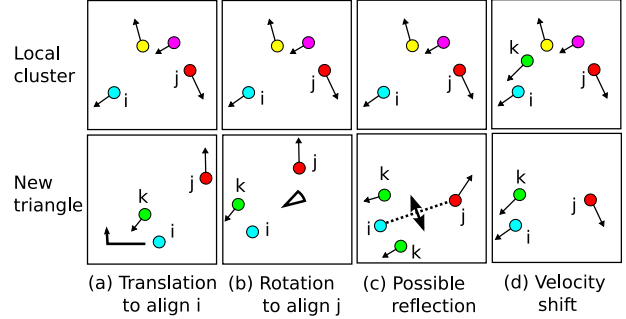 Local
cluster
i
j
i
j
i
j
k
i
j
New
triangle
j
k
i
j
k
i
k
i
j
k
k
i
j
(a) Translation
to align i
(b) Rotation
to align j
(c) Possible
reflection
(d) Velocity
shift